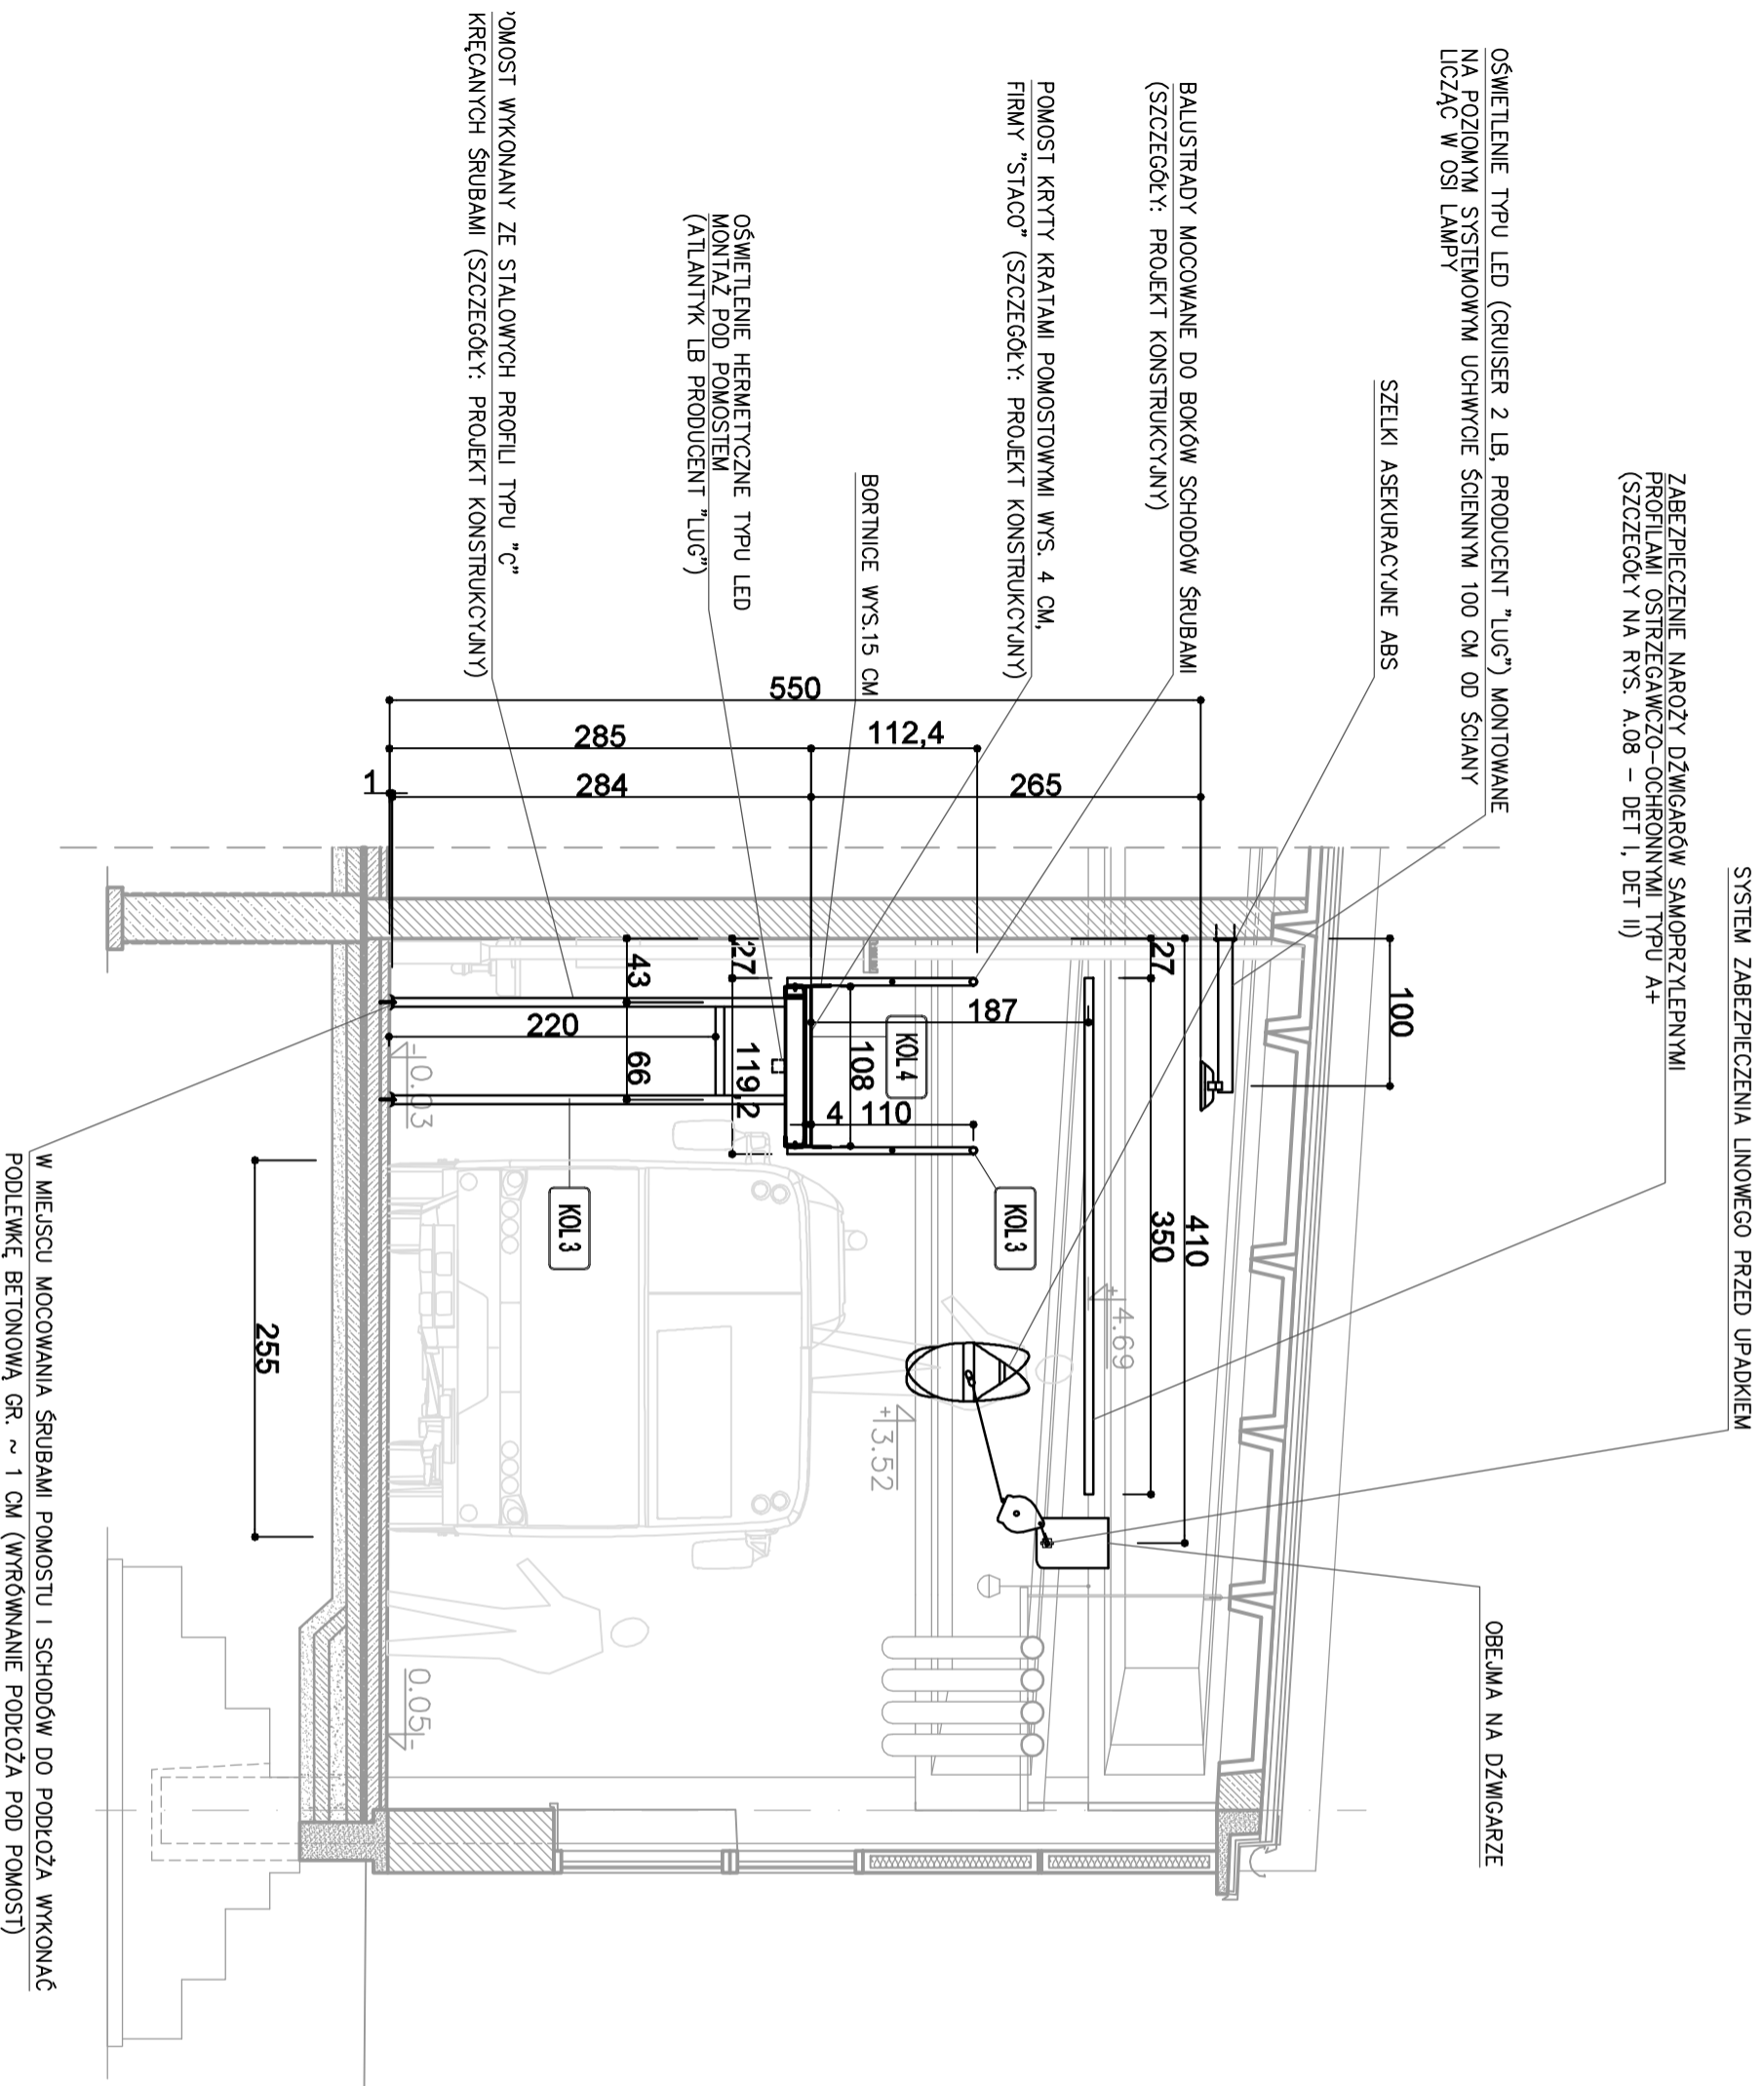 SYSTEM ZABEZPIECZENIA LINOWEGO PRZED UPADKIEM
ZABEZPIECZENIE NAROŻY DŹWIGARÓW SAMOPRZYLEPNYMI
PROFILAMI OSTRZEGAWCZO-OCHRONNYMI TYPU A+
(SZCZEGÓŁY NA RYS. A.08 - DET I, DET II)
OŚWIETLENIE TYPU LED (CRUISER 2 LB, PRODUCENT "LUG") MONTOWANE
NA POZIOMYM SYSTEMOWYM UCHWYCIE ŚCIENNYM 100 CM OD ŚCIANY
LICZĄC W OSI LAMPY
OBEJMA NA DŹWIGARZE
SZELKI ASEKURACYJNE ABS
BALUSTRADY MOCOWANE DO BOKÓW SCHODÓW ŚRUBAMI
(SZCZEGÓŁY: PROJEKT KONSTRUKCYJNY)
POMOST KRYTY KRATAMI POMOSTOWYMI WYS. 4 CM,
FIRMY "STACO" (SZCZEGÓŁY: PROJEKT KONSTRUKCYJNY)
BORTNICE WYS.15 CM
OŚWIETLENIE HERMETYCZNE TYPU LED
MONTAŻ POD POMOSTEM
(ATLANTYK LB PRODUCENT "LUG")
OMOST WYKONANY ZE STALOWYCH PROFILI TYPU "C"
KRĘCANYCH ŚRUBAMI (SZCZEGÓŁY: PROJEKT KONSTRUKCYJNY)
100
410
27
350
265
550
112,4
285
284
1
187
+4.69
KOL 3
KOL 4
110
4
108
+3.52
27
119,2
43
66
220
KOL 3
-0.03
0.05-
255
W MIEJSCU MOCOWANIA ŚRUBAMI POMOSTU I SCHODÓW DO PODŁOŻA WYKONAĆ
PODLEWKĘ BETONOWĄ GR. ~ 1 CM (WYRÓWNANIE PODŁOŻA POD POMOST)